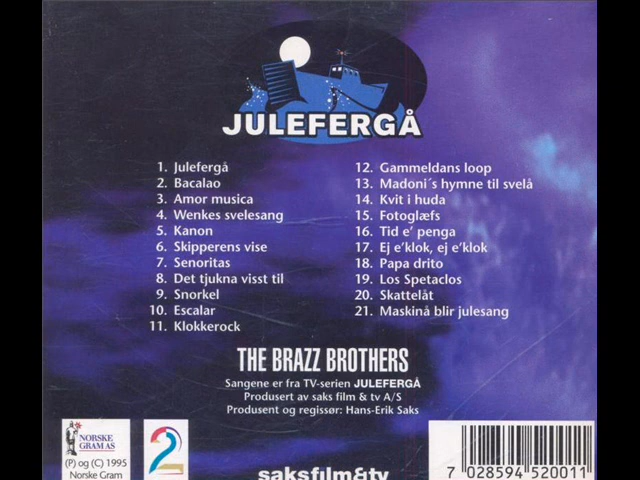 JULEFERGÅ
1. Julefergå
2. Bacalao
3. Amor musica
4. Wenkes svelesang
5. Kanon
6. Skipperens vise
7. Senoritas
8. Det tjukna visst til
9. Snorkel
10. Escalar
11. Klokkerock
12. Gammeldans loop
13. Madoni´s hymne til svelå
14. Kvit i huda
15. Fotoglæfs
16. Tid e' penga
17. Ej e'klok, ej e'klok
18. Papa drito
19. Los Spetaclos
20. Skattelåt
21. Maskinå blir julesang
THE BRAZZ BROTHERS
Sangene er fra TV-serien JULEFERGÅ
Produsert av saks film & tv A/S
Produsent og regissør: Hans-Erik Saks
NORSKE
GRAM AS
(P) og (C) 1995
Norske Gram
2
saksfilm&tv
7 028594 520011